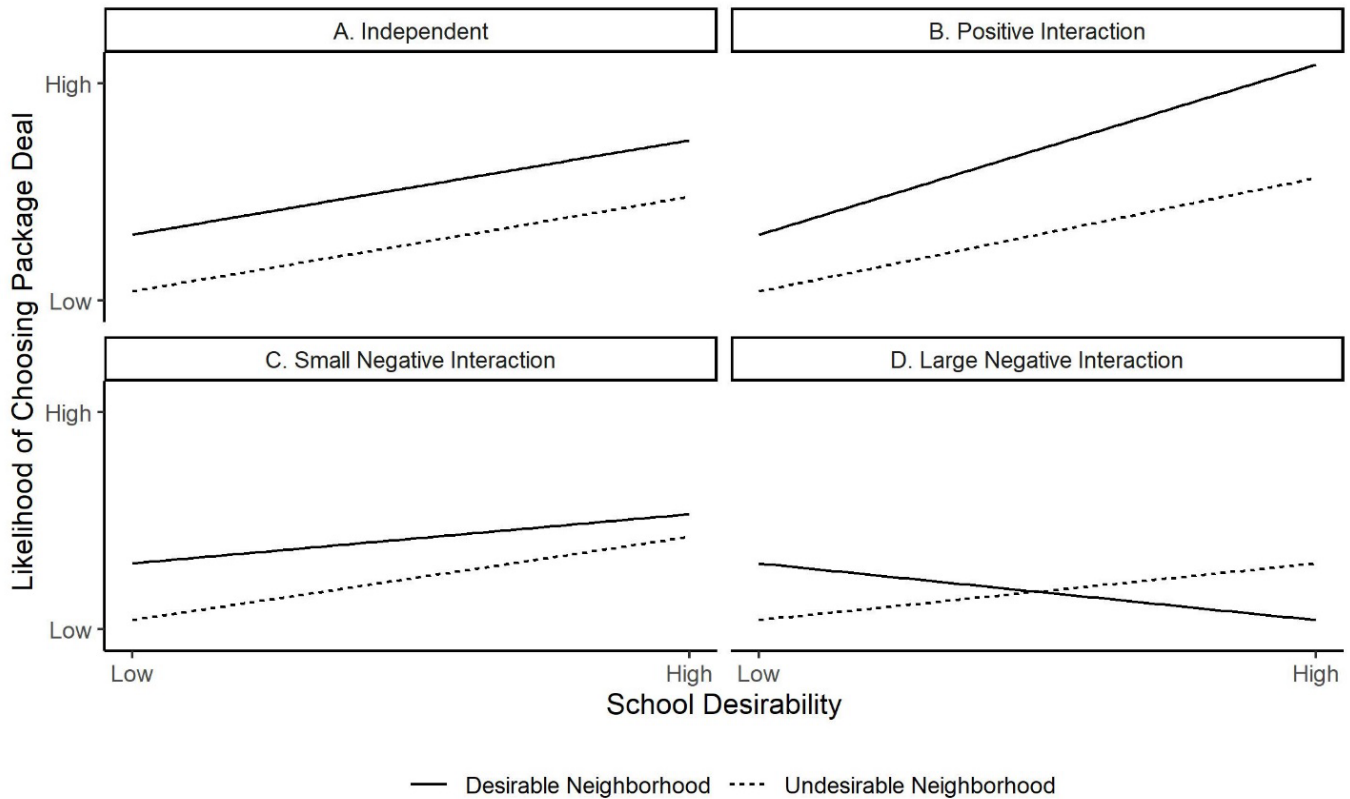 A. Independent
B. Positive Interaction
High
Low
C. Small Negative Interaction
D. Large Negative Interaction
High
Low
Low
High
Low
High
Likelihood of Choosing Package Deal
School Desirability
Desirable Neighborhood
Undesirable Neighborhood